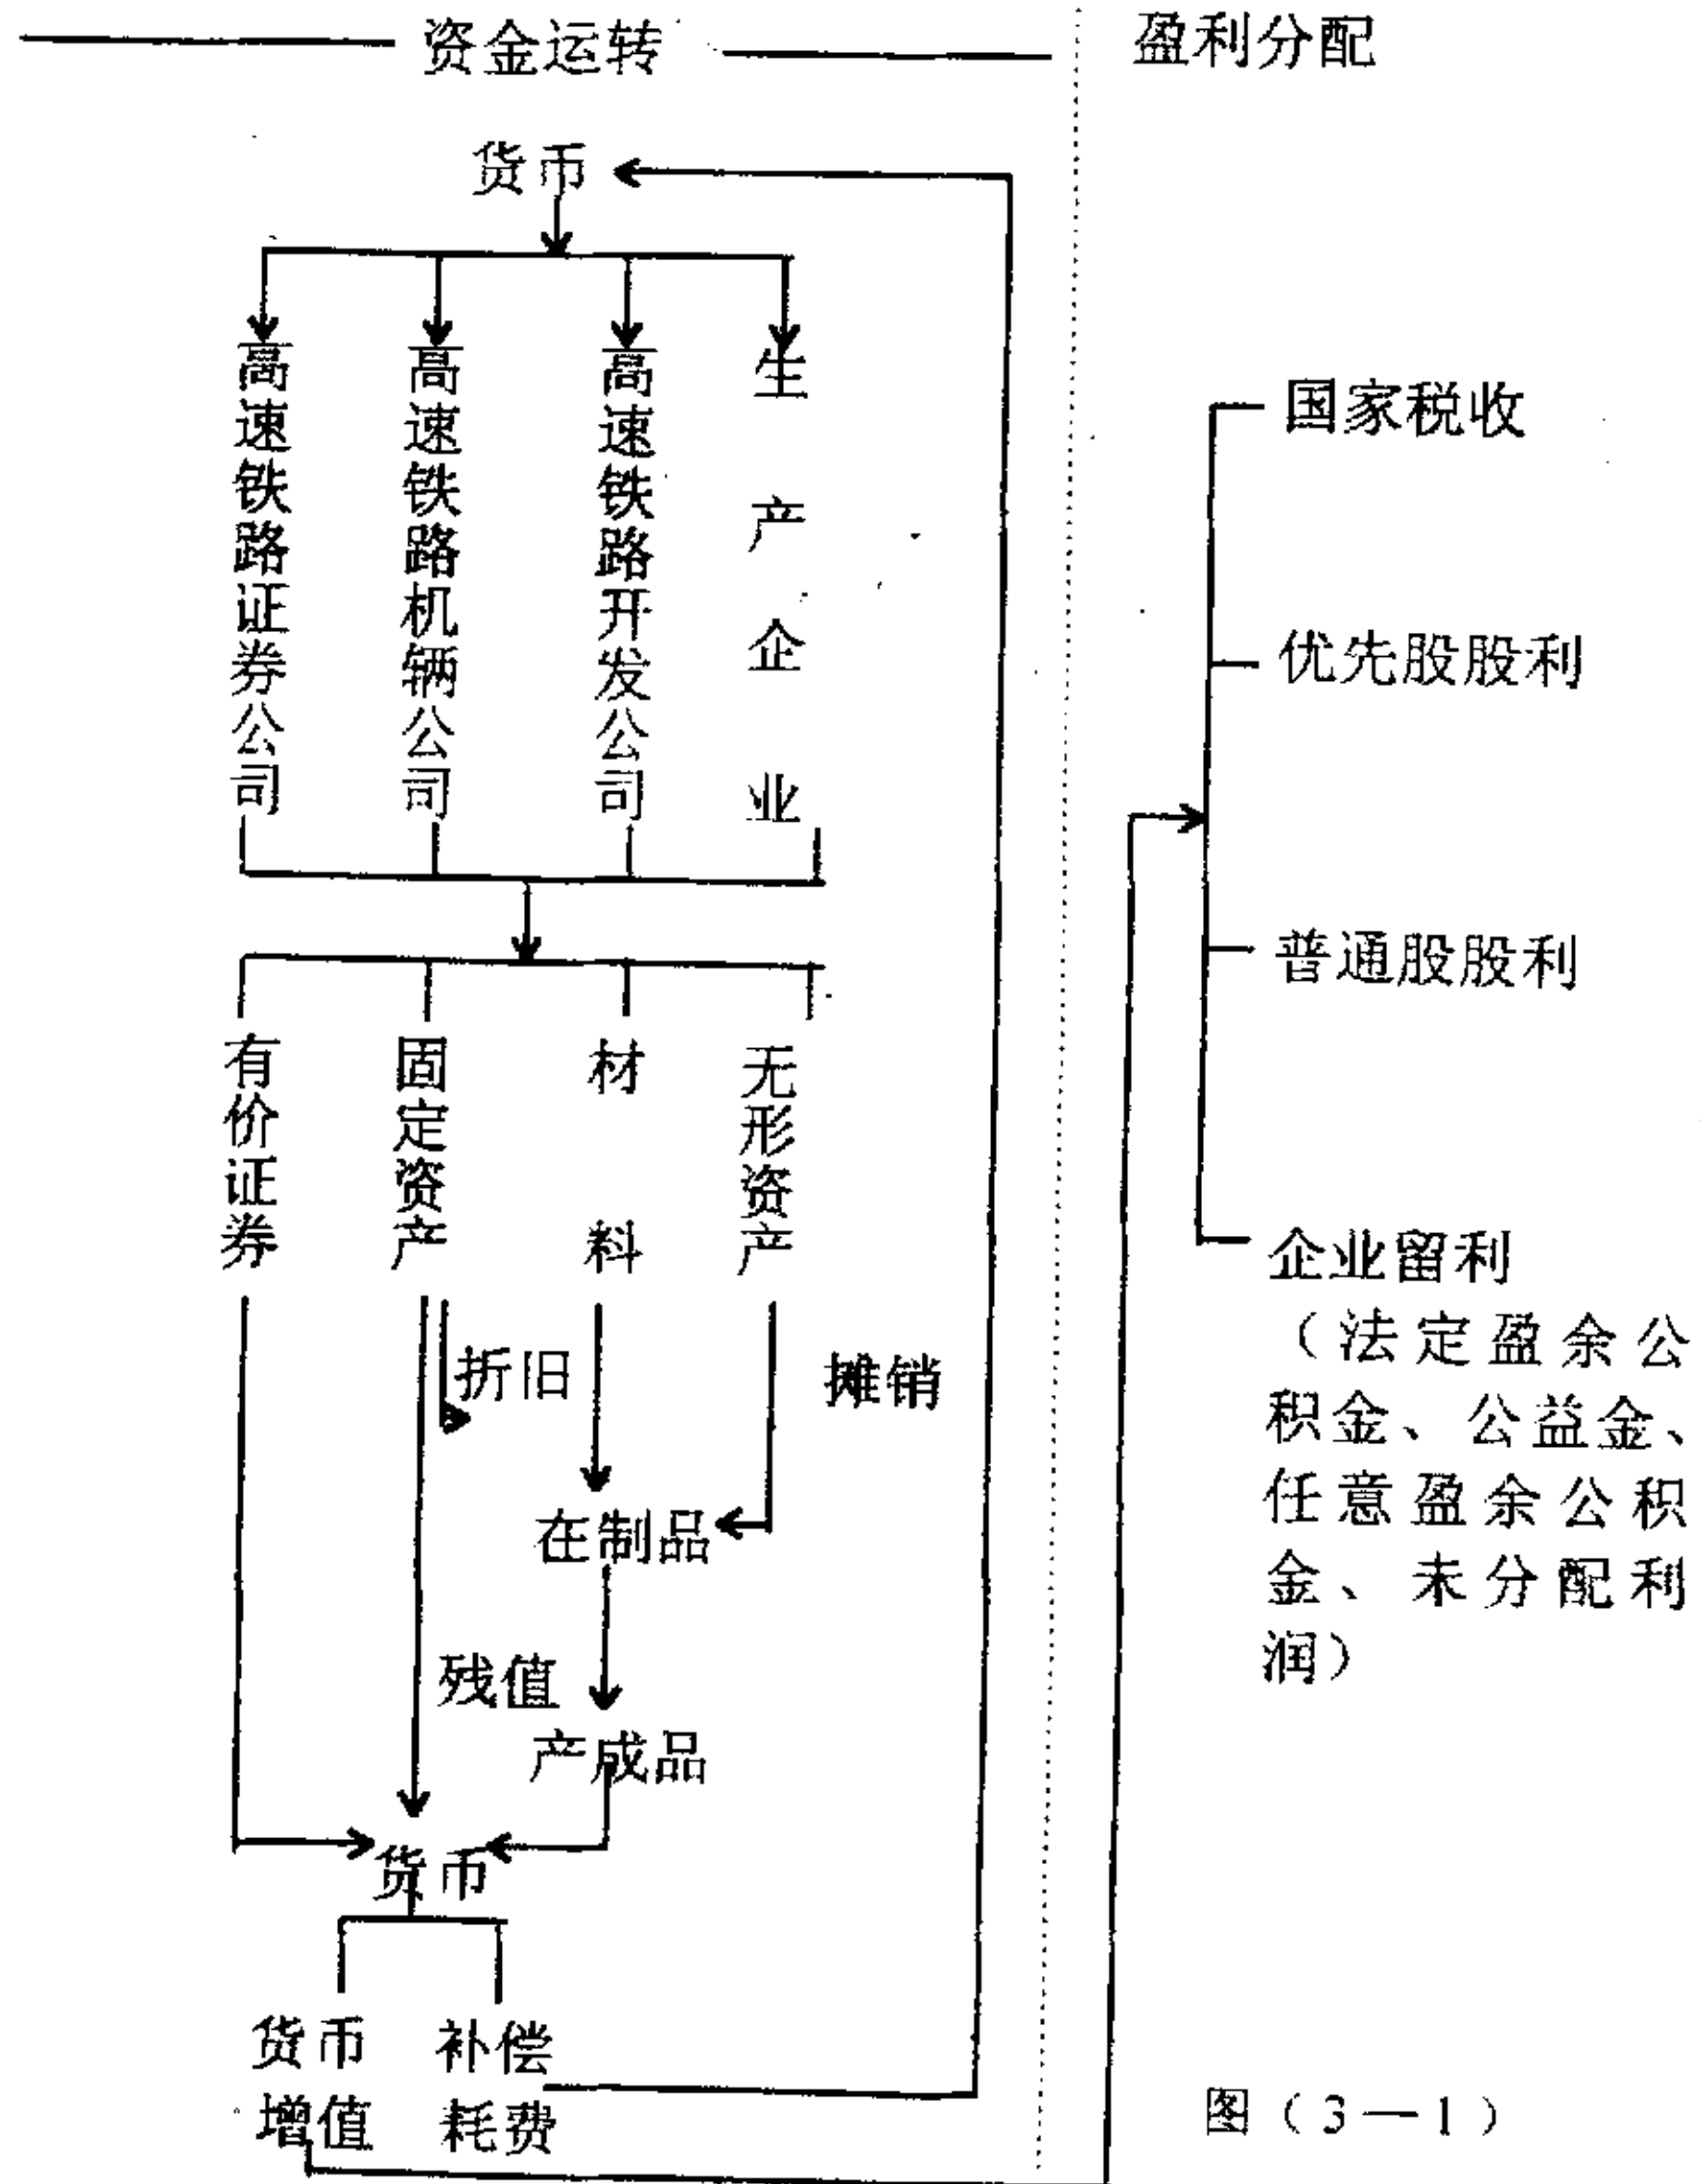 资金运转
盈利分配
货币
高速铁路证券公司
高速铁路机辆公司
高速铁路开发公司
生产企业
国家税收
优先股股利
普通股股利
企业留利
（法定盈余公
积金、公益金、
任意盈余公积
金、未分配利
润）
有价证券
固定资产
材料
无形资产
折旧
摊销
在制品
残值
产成品
货币
货币
增值
补偿
耗费
图（3—1）